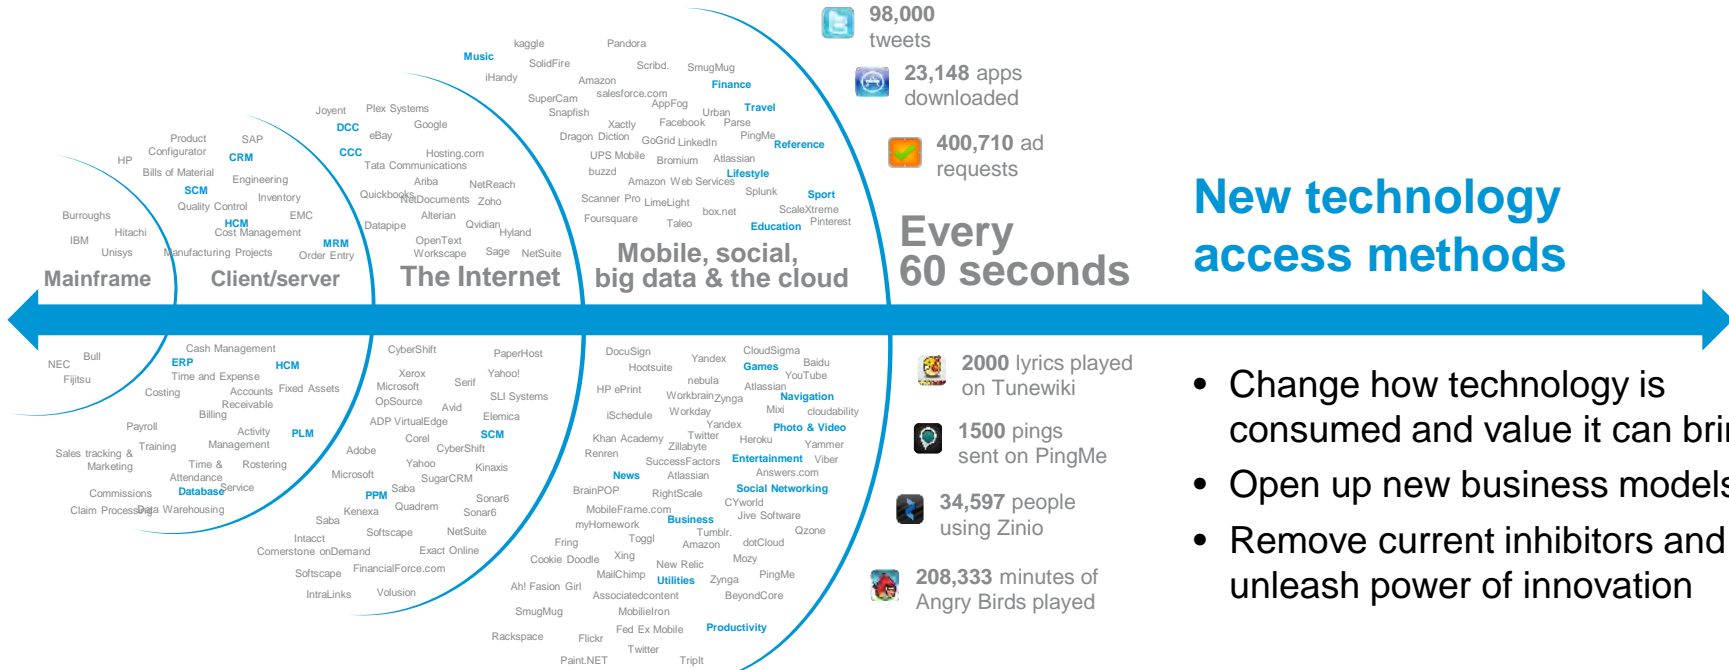 Mainframe
HP
Burroughs
Hitachi
IBM
Unisys
NEC
Bull
Fijitsu
Client/server
Product
Configurator
SAP
CRM
Bills of Material
Engineering
SCM
Inventory
Quality Control
EMC
HCM
Cost Management
MRM
Manufacturing Projects
Order Entry
Cash Management
ERP
HCM
Time and Expense
Costing
Accounts
Receivable
Fixed Assets
Billing
Payroll
Activity
Management
PLM
Training
Sales tracking &
Marketing
Time &
Attendance
Rostering
Commissions
Database
Service
Claim Processing
Data Warehousing
The Internet
Joyent
Plex Systems
DCC
Google
eBay
CCC
Hosting.com
Tata Communications
Ariba
NetReach
Quickbooks
NetDocuments
Zoho
Alterian
Datapipe
Qvidian
Hyland
OpenText
Workscape
Sage
NetSuite
CyberShift
PaperHost
Xerox
Yahoo!
Microsoft
Serif
OpSource
SLI Systems
Avid
ADP VirtualEdge
Elemica
Corel
SCM
Adobe
CyberShift
Yahoo
Kinaxis
Microsoft
SugarCRM
Saba
PPM
Sonar6
Kenexa
Quadrem
Sonar6
Saba
Softscape
NetSuite
Intacct
Cornerstone onDemand
Exact Online
Softscape
FinancialForce.com
IntraLinks
Volusion
Mobile, social,
big data & the cloud
kaggle
Pandora
Music
SolidFire
Scribd.
SmugMug
iHandy
Amazon
Finance
salesforce.com
SuperCam
AppFog
Travel
Snapfish
Urban
Xactly
Facebook
Parse
Dragon Diction
GoGrid
LinkedIn
PingMe
Reference
UPS Mobile
Bromium
Atlassian
buzzd
Lifestyle
Amazon Web Services
Splunk
Sport
Scanner Pro
LimeLight
box.net
ScaleXtreme
Foursquare
Taleo
Education
Pinterest
DocuSign
Yandex
CloudSigma
Hootsuite
Games
Baidu
YouTube
HP ePrint
nebula
Atlassian
Workbrain
Zynga
Navigation
iSchedule
Workday
Mixi
cloudability
Yandex
Photo & Video
Khan Academy
Twitter
Heroku
Yammer
Zillabyte
Renren
SuccessFactors
Entertainment
Viber
News
Atlassian
Answers.com
BrainPOP
RightScale
Social Networking
CYworld
MobileFrame.com
Business
Jive Software
myHomework
Tumblr.
Qzone
Fring
Toggl
Amazon
dotCloud
Cookie Doodle
Xing
New Relic
Mozy
MailChimp
Utilities
Zynga
PingMe
Ah! Fasion Girl
Associatedcontent
BeyondCore
SmugMug
MobilieIron
Rackspace
Flickr
Fed Ex Mobile
Productivity
Twitter
Paint.NET
TripIt
98,000
tweets
23,148 apps
downloaded
400,710 ad
requests
Every
60 seconds
2000 lyrics played
on Tunewiki
1500 pings
sent on PingMe
34,597 people
using Zinio
208,333 minutes of
Angry Birds played
New technology
access methods
• Change how technology is
consumed and value it can brin
• Open up new business models
• Remove current inhibitors and
unleash power of innovation